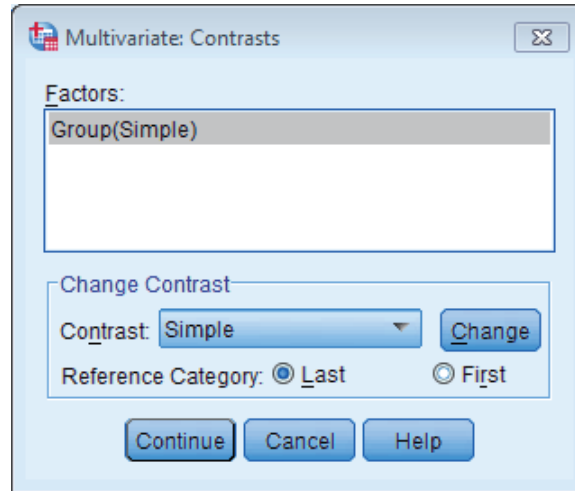 Multivariate: Contrasts
Factors:
Group(Simple)
Change Contrast
Contrast: Simple Change
Reference Category: Last First
Continue Cancel Help